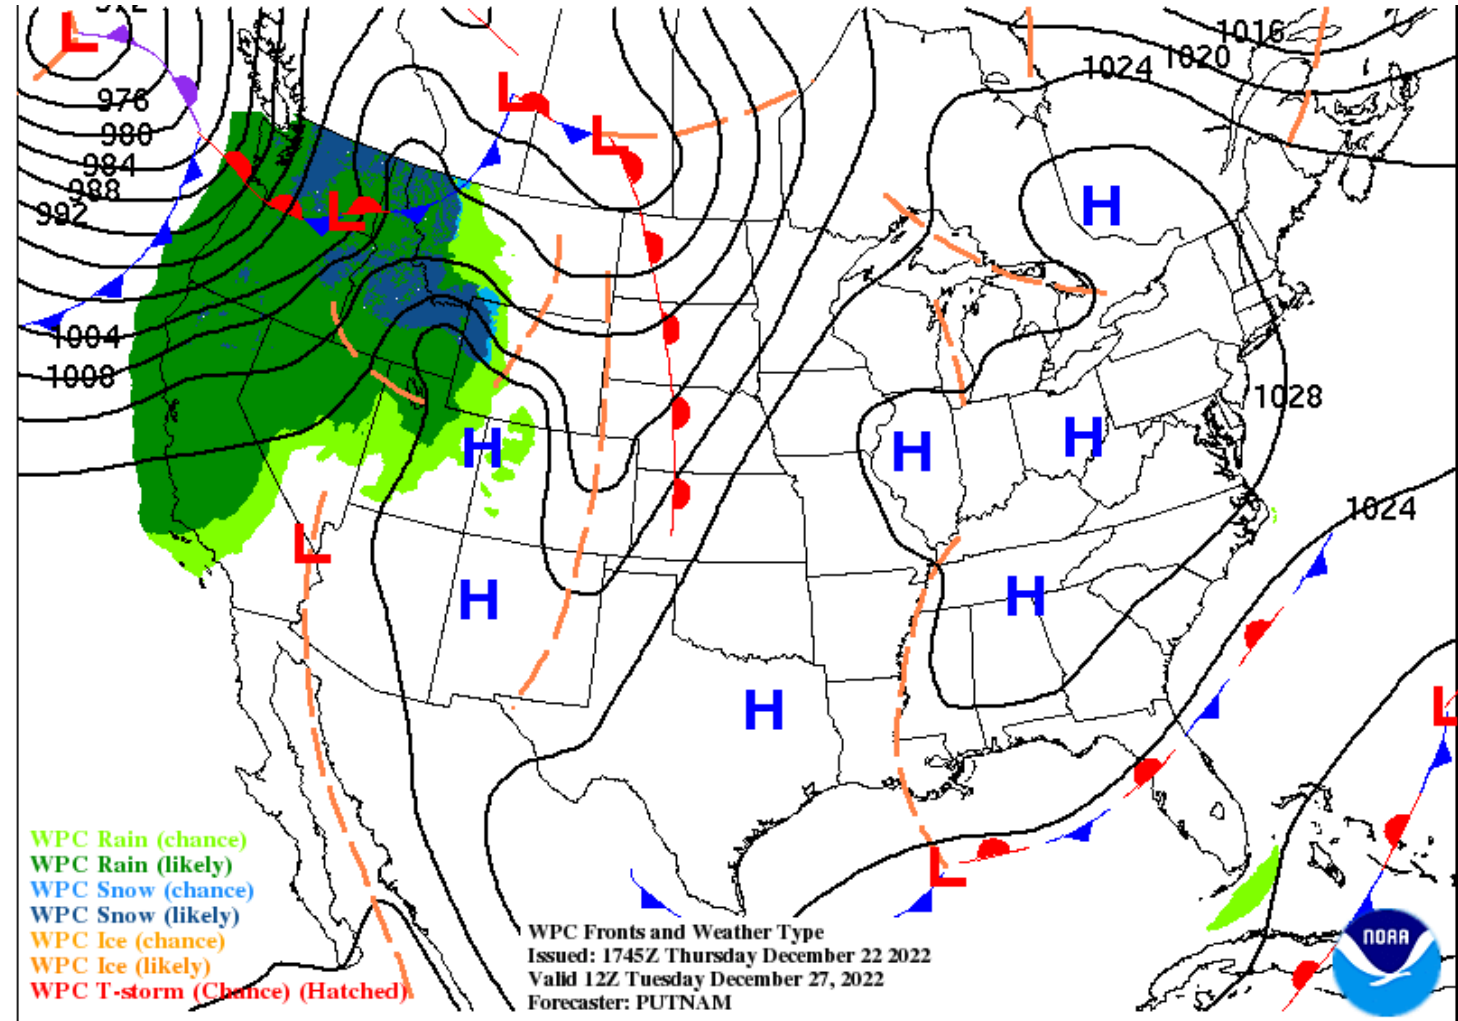 972
1016
1020
1024
L
L
976
980
984
988
992
L
L
H
1004
1008
1028
H
H
H
1024
L
H
H
H
L
L
WPC Rain (chance)
WPC Rain (likely)
WPC Snow (chance)
WPC Snow (likely)
WPC Ice (chance)
WPC Ice (likely)
WPC T-storm (Chance) (Hatched)
WPC Fronts and Weather Type
Issued: 1745Z Thursday December 22 2022
Valid 12Z Tuesday December 27, 2022
Forecaster: PUTNAM
NOAA